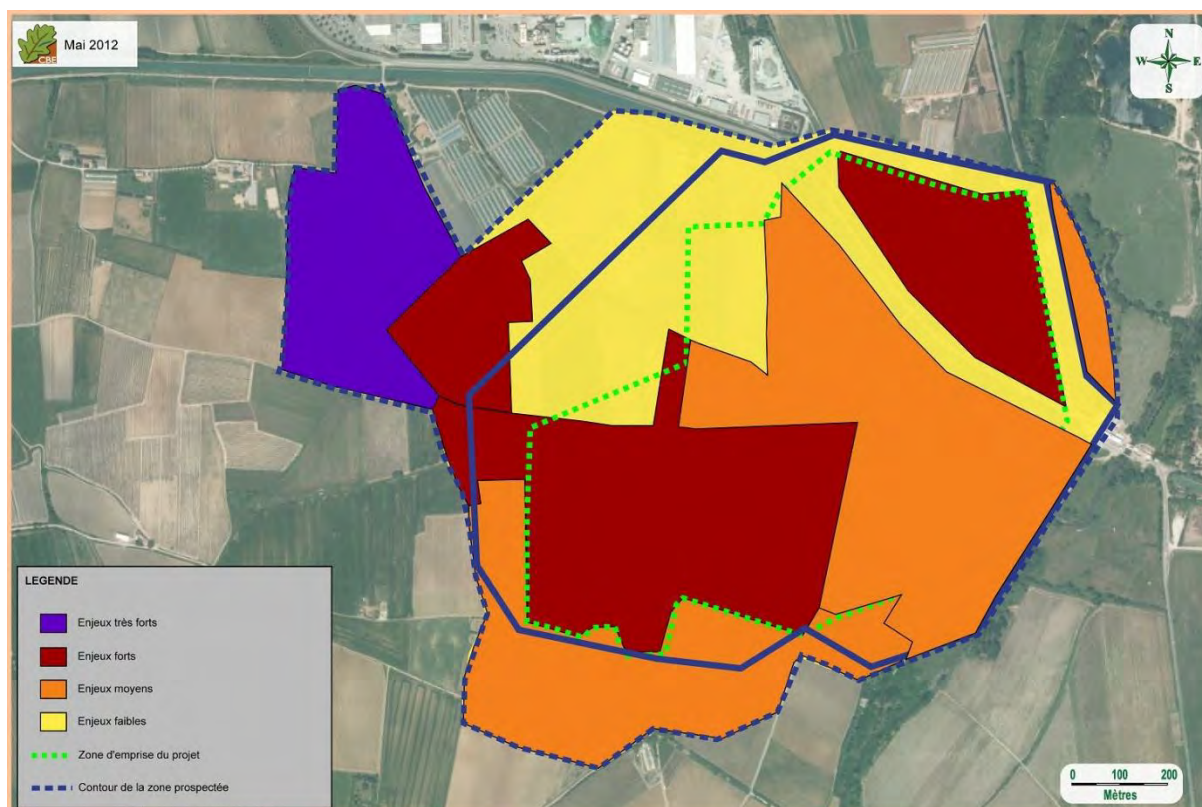 CBE
Mai 2012
N
W E
S
LEGENDE
Enjeux très forts
Enjeux forts
Enjeux moyens
Enjeux faibles
Zone d'emprise du projet
Contour de la zone prospectée
0 100 200
Mètres